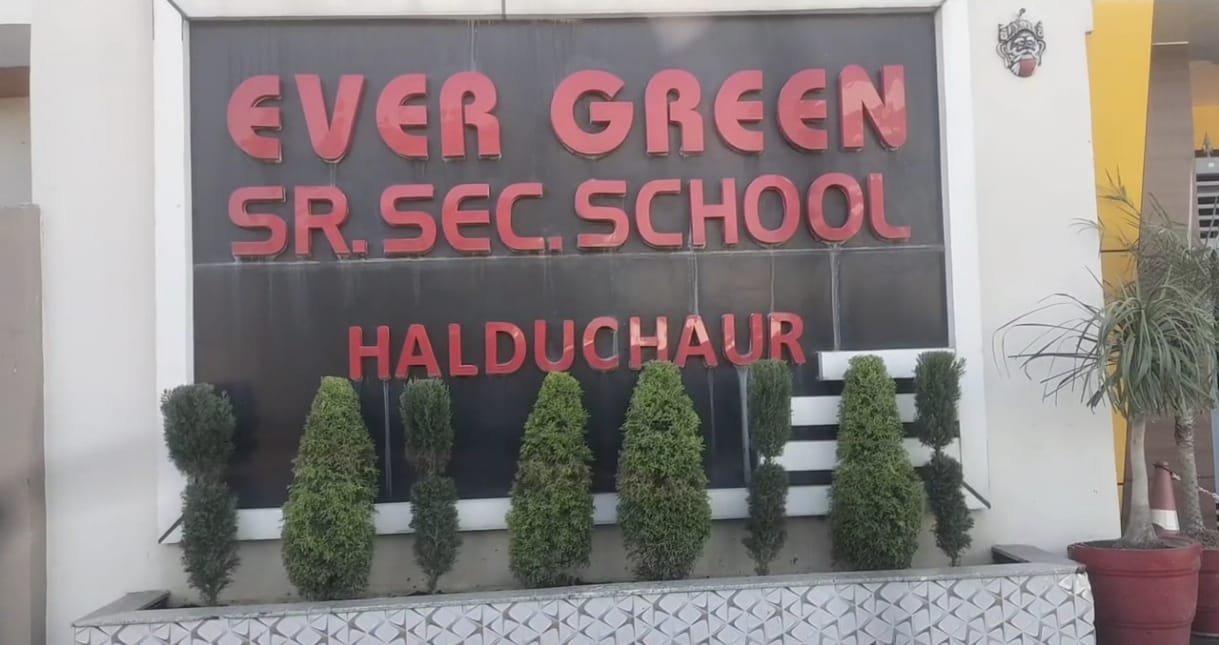 EVER GREEN
SR. SEC. SCHOOL
HALDUCHAUR